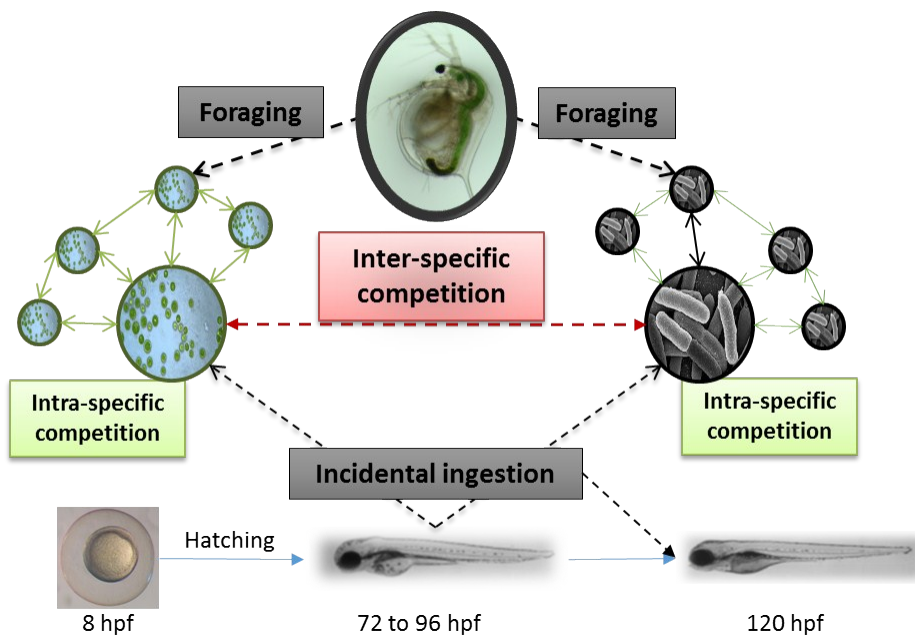 Foraging
Foraging
Inter-specific
competition
Intra-specific
competition
Intra-specific
competition
Incidental ingestion
Hatching
8 hpf
72 to 96 hpf
120 hpf